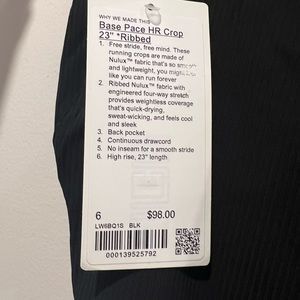 WHY WE MADE THIS
Base Pace HR Crop
23" *Ribbed
1. Free stride, free mind. These
running crops are made of
Nulux™ fabric that's so smooth
and lightweight, you might feel
like you can run forever
2. Ribbed Nulux™ fabric with
engineered four-way stretch
provides weightless coverage
that's quick-drying,
sweat-wicking, and feels cool
and sleek
3. Back pocket
4. Continuous drawcord
5. No inseam for a smooth stride
6. High rise, 23" length.
6 $98.00
LW6BQ1S BLK
000139525792